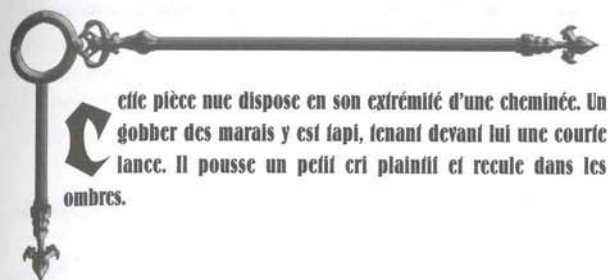 Cette pièce nue dispose en son extrémité d'une cheminée. Un
gobber des marais y est tapi, tenant devant lui une courte
lance. Il pousse un petit cri plaintif et recule dans les
ombres.